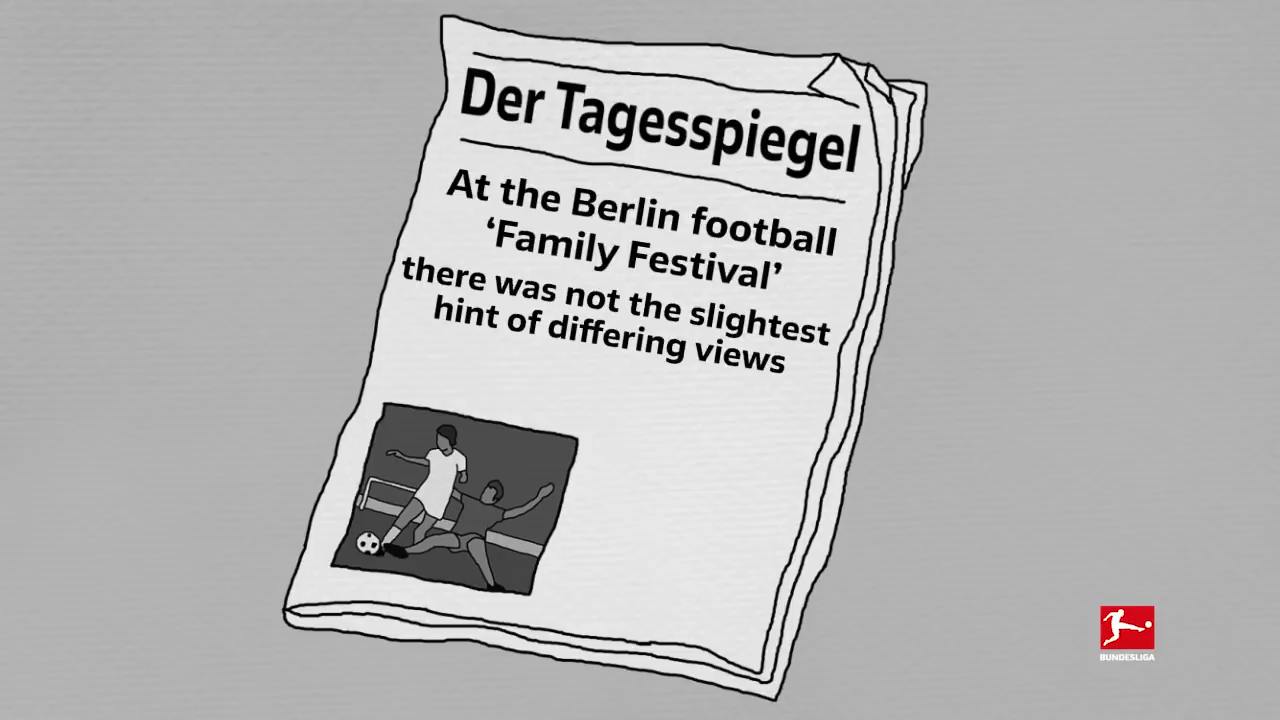 Der Tagesspiegel
At the Berlin football
‘Family Festival’
there was not the slightest
hint of differing views
BUNDESLIGA